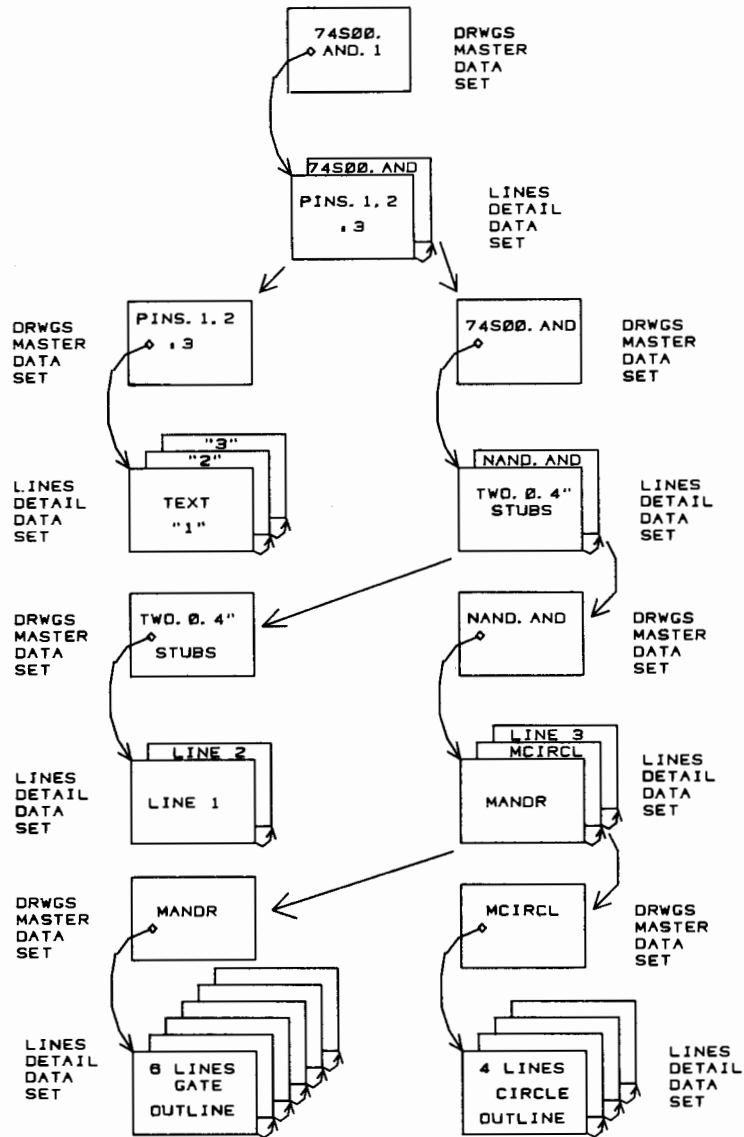 74S00.
AND. 1
DRWGS
MASTER
DATA
SET
74S00. AND
PINS. 1, 2
, 3
LINES
DETAIL
DATA
SET
DRWGS
MASTER
DATA
SET
PINS. 1, 2
, 3
74S00. AND
DRWGS
MASTER
DATA
SET
LINES
DETAIL
DATA
SET
"3"
"2"
TEXT
"1"
NAND. AND
TWO. 0. 4"
STUBS
LINES
DETAIL
DATA
SET
DRWGS
MASTER
DATA
SET
TWO. 0. 4"
STUBS
NAND. AND
DRWGS
MASTER
DATA
SET
LINES
DETAIL
DATA
SET
LINE 2
LINE 1
LINE 3
MCIRCL
MANDR
LINES
DETAIL
DATA
SET
DRWGS
MASTER
DATA
SET
MANDR
MCIRCL
DRWGS
MASTER
DATA
SET
LINES
DETAIL
DATA
SET
6 LINES
GATE
OUTLINE
4 LINES
CIRCLE
OUTLINE
LINES
DETAIL
DATA
SET